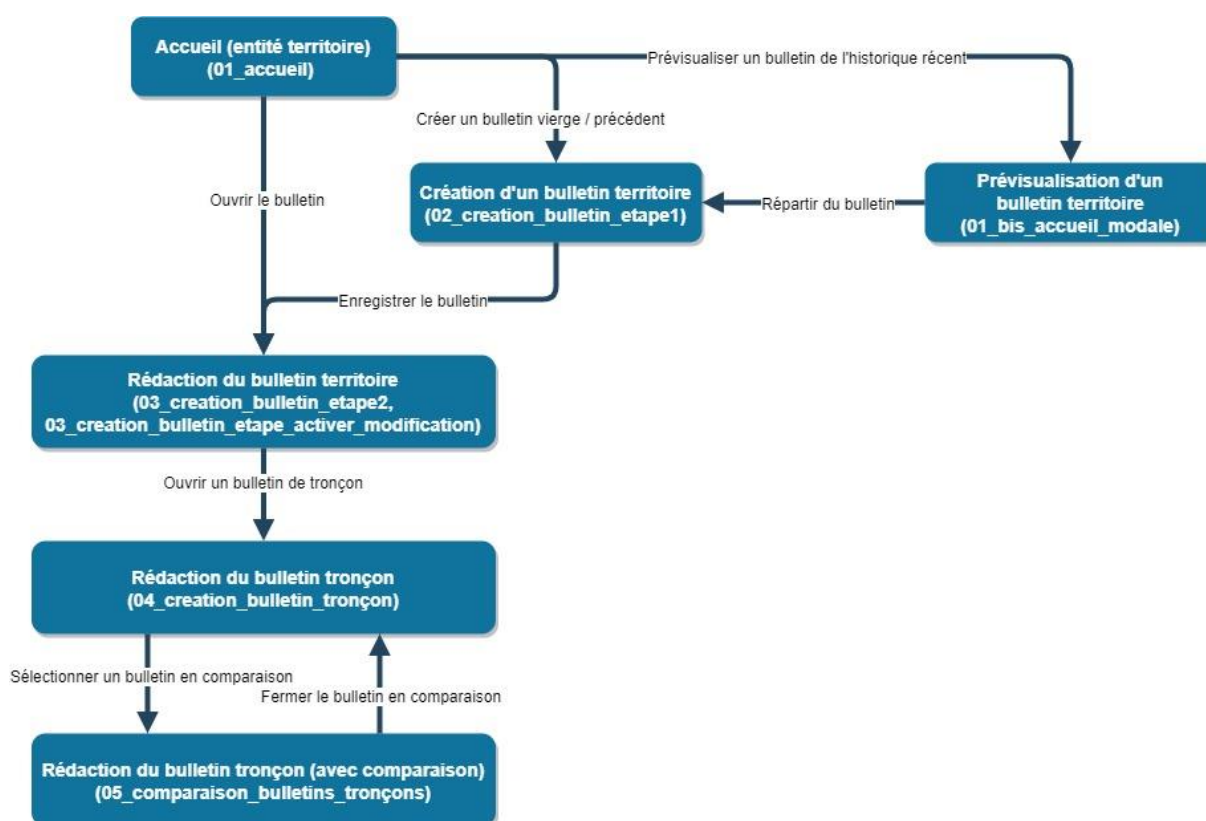 Accueil (entité territoire)
(01_accueil)
Prévisualiser un bulletin de l'historique récent
Créer un bulletin vierge / précédent
Ouvrir le bulletin
Création d'un bulletin territoire
(02_creation_bulletin_etape1)
Répartir du bulletin
Prévisualisation d'un
bulletin territoire
(01_bis_accueil_modale)
Enregistrer le bulletin
Rédaction du bulletin territoire
(03_creation_bulletin_etape2,
03_creation_bulletin_etape_activer_modification)
Ouvrir un bulletin de tronçon
Rédaction du bulletin tronçon
(04_creation_bulletin_tronçon)
Sélectionner un bulletin en comparaison
Fermer le bulletin en comparaison
Rédaction du bulletin tronçon (avec comparaison)
(05_comparaison_bulletins_tronçons)